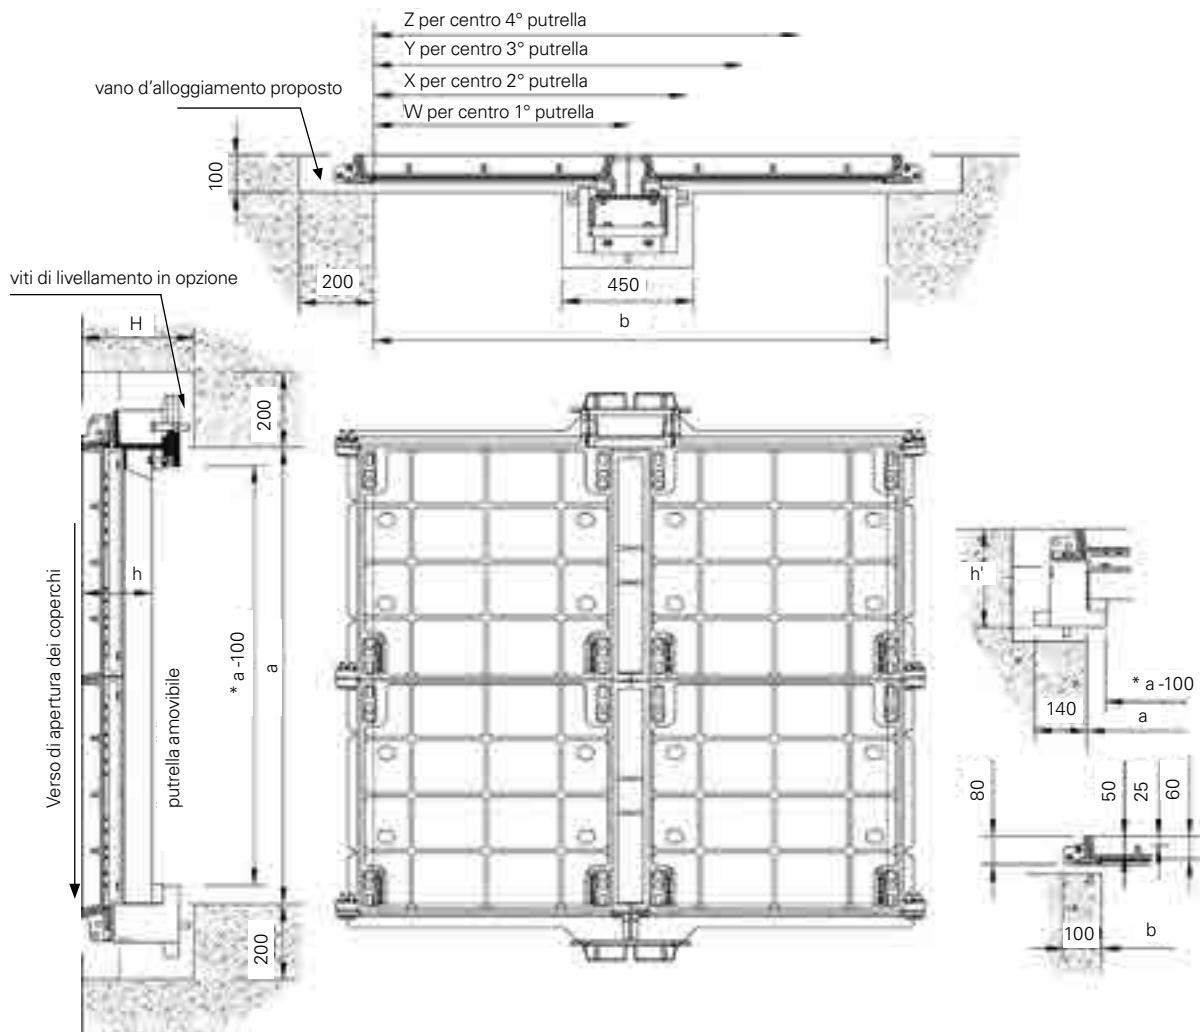 Z per centro 4° putrella
Y per centro 3° putrella
X per centro 2° putrella
W per centro 1° putrella
vano d'alloggiamento proposto
100
200
450
b
viti di livellamento in opzione
H
200
h
Verso di apertura dei coperchi
putrella amovibile
* a -100
a
200
h'
* a -100
140
a
80
50
25
60
100
b